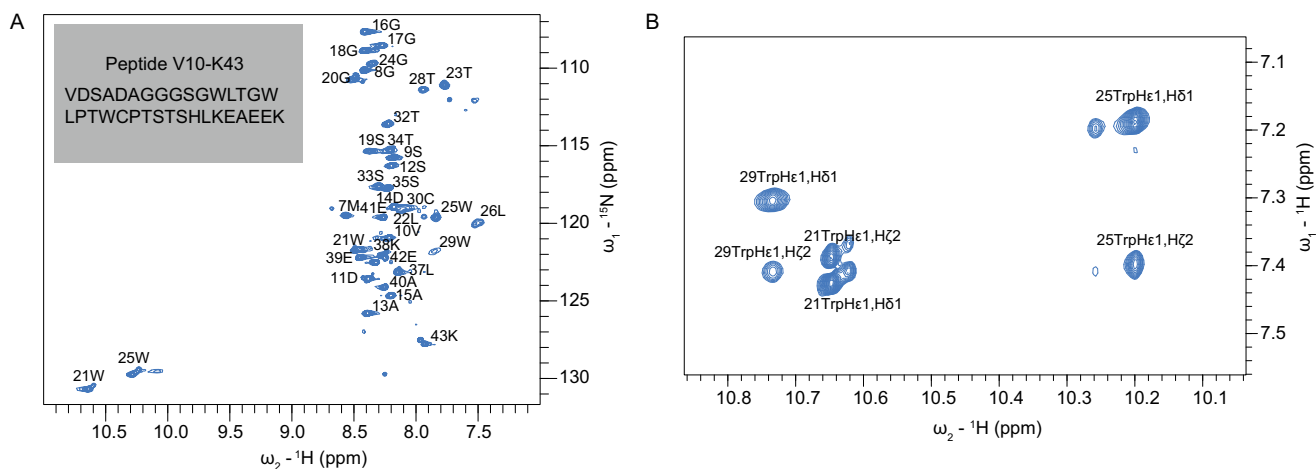 A
Peptide V10-K43
VDSADAGGGSGWLTGW
LPTWCPTSTSHLKEAEEK
16G
17G
18G
24G
8G
20G
28T
23T
32T
19S
34T
9S
12S
33S
35S
14D
30C
7M
41E
22L
25W
26L
10V
21W
38K
29W
39E
42E
37L
11D
40A
15A
13A
43K
25W
21W
110
115
120
125
130
ω1 - 15N (ppm)
10.5
10.0
9.5
9.0
8.5
8.0
7.5
ω2 - 1H (ppm)
B
25TrpHε1,Hδ1
29TrpHε1,Hδ1
21TrpHε1,Hζ2
29TrpHε1,Hζ2
25TrpHε1,Hζ2
21TrpHε1,Hδ1
7.1
7.2
7.3
7.4
7.5
ω1 - 1H (ppm)
10.8
10.7
10.6
10.5
10.4
10.3
10.2
10.1
ω2 - 1H (ppm)